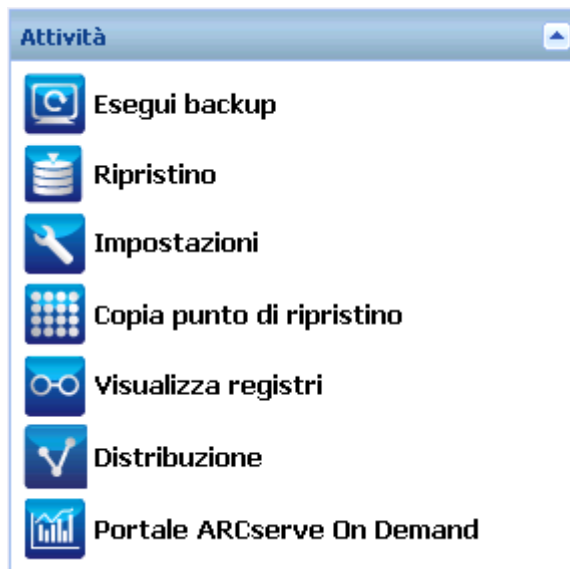 Attività
Esegui backup
Ripristino
Impostazioni
Copia punto di ripristino
Visualizza registri
Distribuzione
Portale ARCserve On Demand